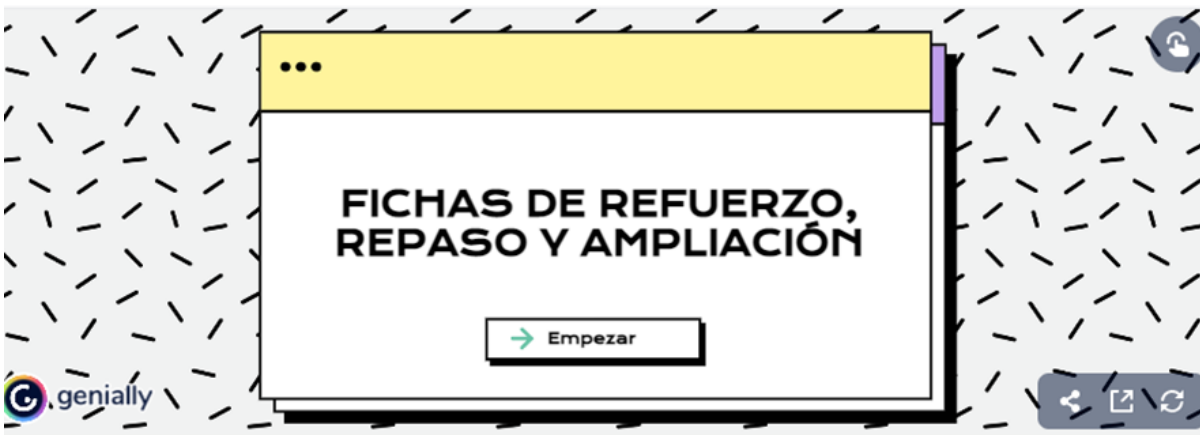 FICHAS DE REFUERZO,
REPASO Y AMPLIACIÓN
Empezar
genially